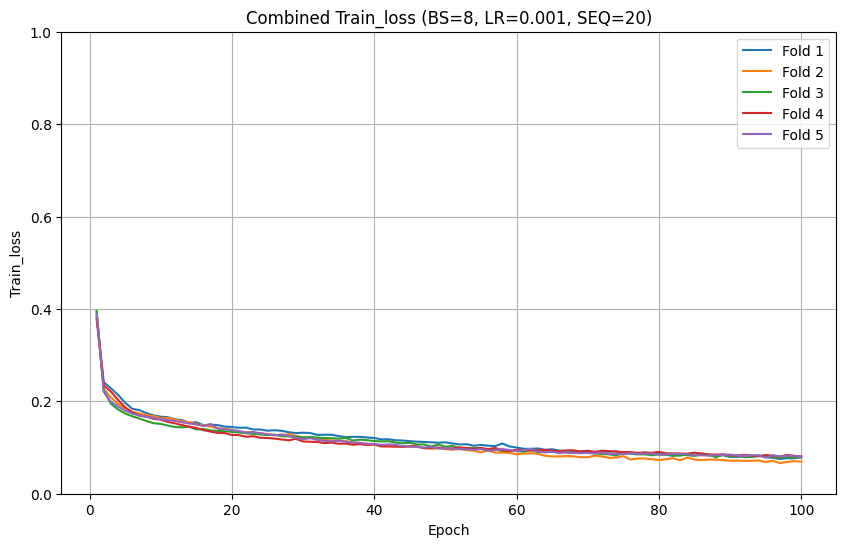 Combined Train_loss (BS=8, LR=0.001, SEQ=20)
1.0
0.8
0.6
0.4
0.2
0.0
Train_loss
0 20 40 60 80 100
Epoch
Fold 1
Fold 2
Fold 3
Fold 4
Fold 5